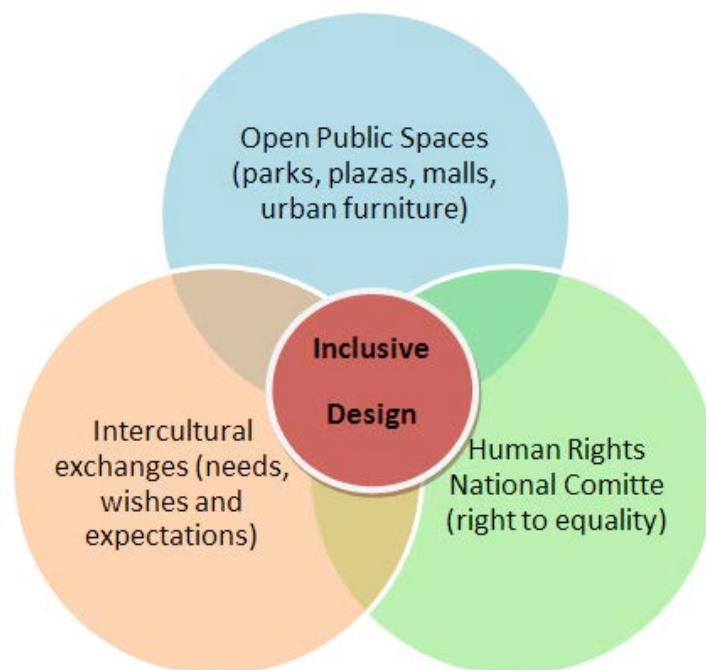 Open Public Spaces
(parks, plazas, malls,
urban furniture)
Inclusive
Design
Intercultural
exchanges (needs,
wishes and
expectations)
Human Rights
National Comitte
(right to equality)